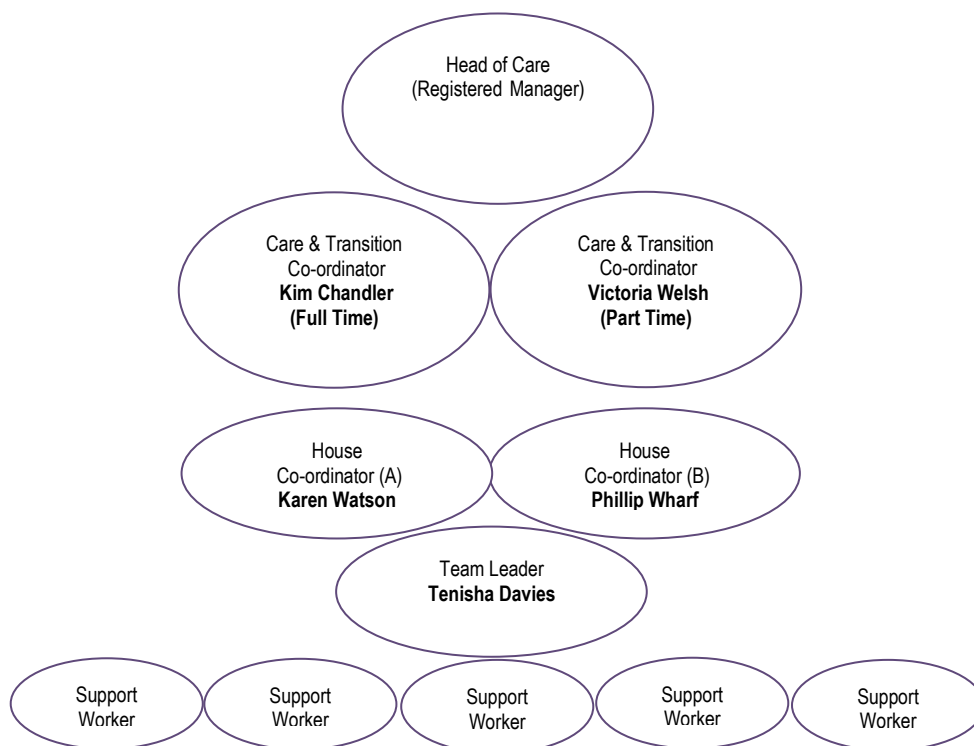 Head of Care
(Registered Manager)
Care & Transition
Co-ordinator
Kim Chandler
(Full Time)
Care & Transition
Co-ordinator
Victoria Welsh
(Part Time)
House
Co-ordinator (A)
Karen Watson
House
Co-ordinator (B)
Phillip Wharf
Team Leader
Tenisha Davies
Support
Worker
Support
Worker
Support
Worker
Support
Worker
Support
Worker